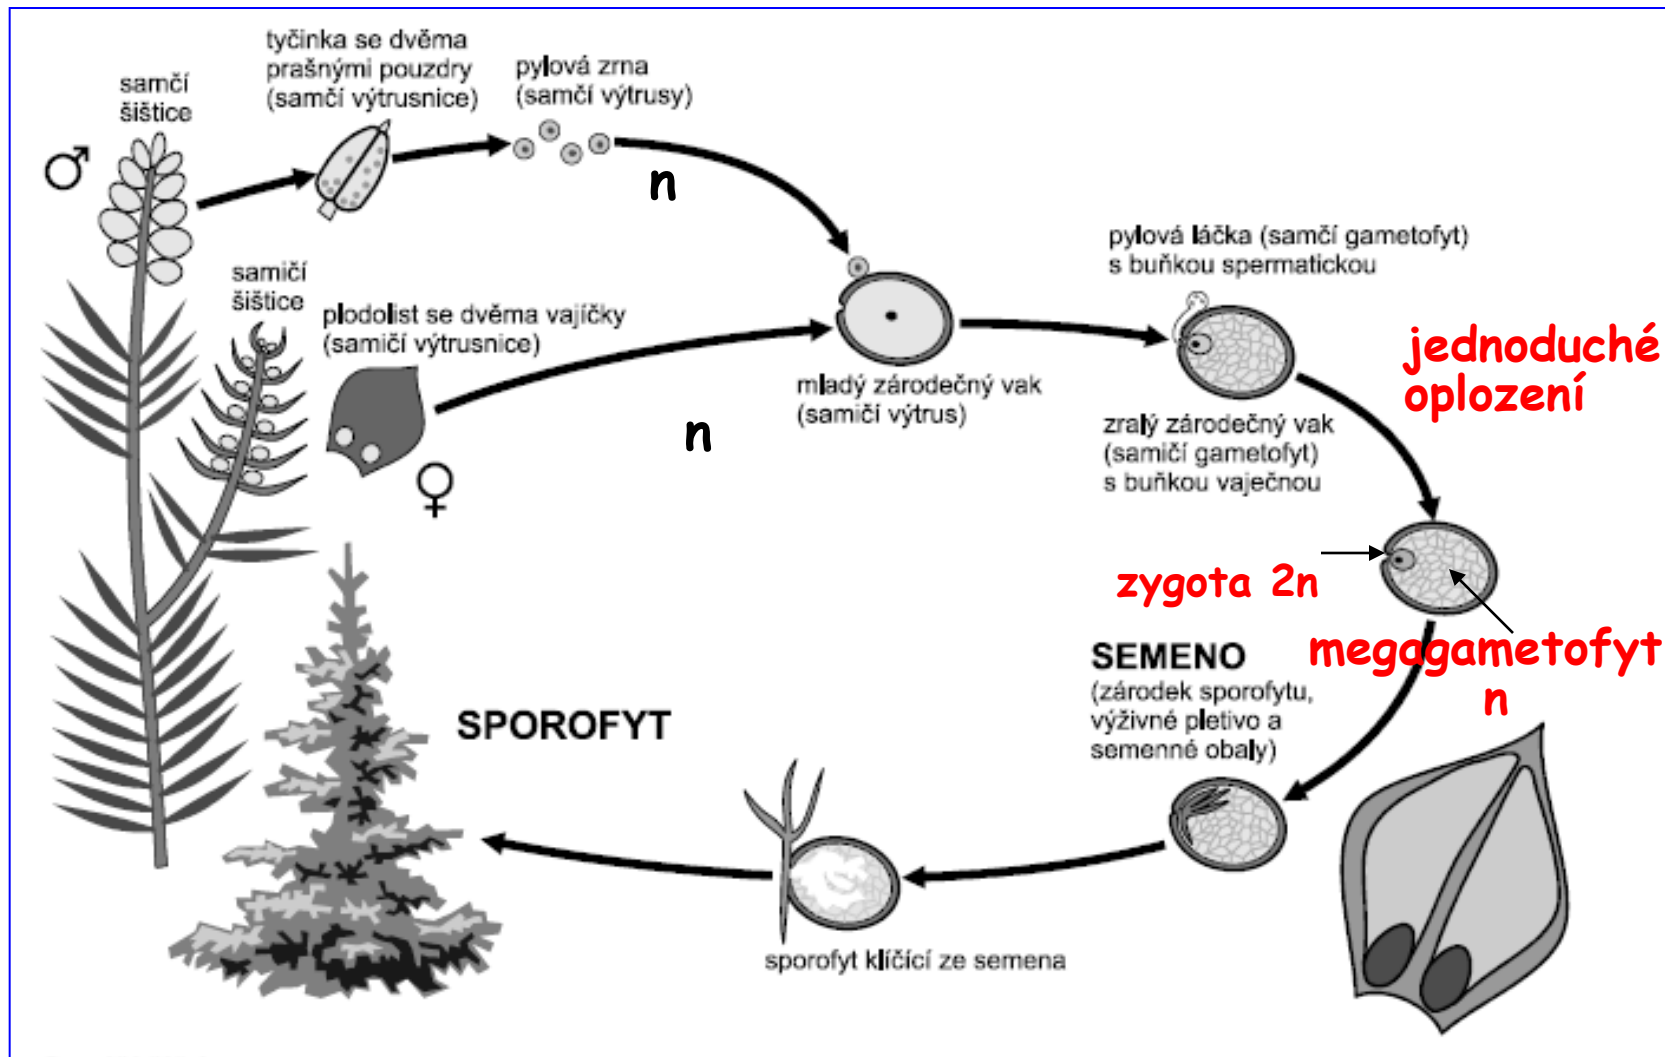 tyčinka se dvěma
prašnými pouzdry
(samčí výtrusnice)
pylová zrna
(samčí výtrusy)
samčí
šištice
♂
n
samičí
šištice
plodolist se dvěma vajíčky
(samičí výtrusnice)
♀
n
mladý zárodečný vak
(samičí výtrus)
pylová láčka (samčí gametofyt)
s buňkou spermatickou
jednoduché
oplození
zralý zárodečný vak
(samičí gametofyt)
s buňkou vaječnou
zygota 2n
megagametofyt
n
SEMENO
(zárodek sporofytu,
výživné pletivo a
semenné obaly)
SPOROFYT
sporofyt klíčící ze semena